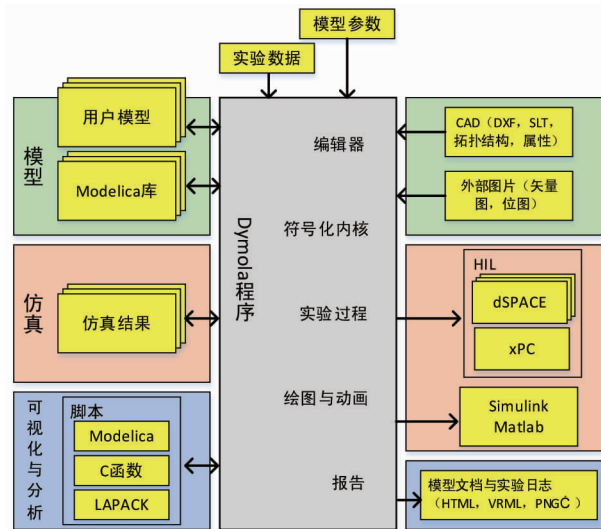 模型参数
实验数据
模型
用户模型
Modelica库
仿真
仿真结果
可视化与分析
脚本
Modelica
C函数
LAPACK
Dymola程序
编辑器
符号化内核
实验过程
绘图与动画
报告
CAD（DXF，SLT，
拓扑结构，属性）
外部图片（矢量
图，位图）
HIL
dSPACE
xPC
Simulink
Matlab
模型文档与实验日志
（HTML，VRML，PNGĊ）